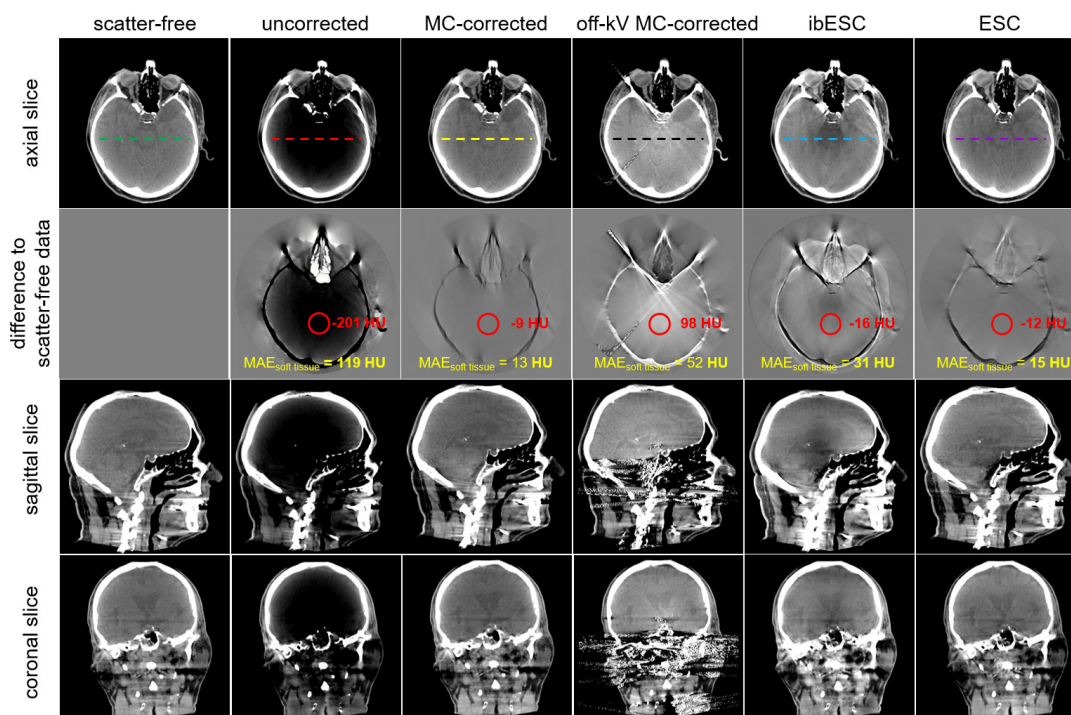 scatter-free uncorrected MC-corrected off-kV MC-corrected ibESC ESC
axial slice
difference to
scatter-free data
-201 HU -9 HU 98 HU -16 HU -12 HU
MAEsoft tissue = 119 HU MAEsoft tissue = 13 HU MAEsoft tissue = 52 HU MAEsoft tissue = 31 HU MAEsoft tissue = 15 HU
sagittal slice
coronal slice